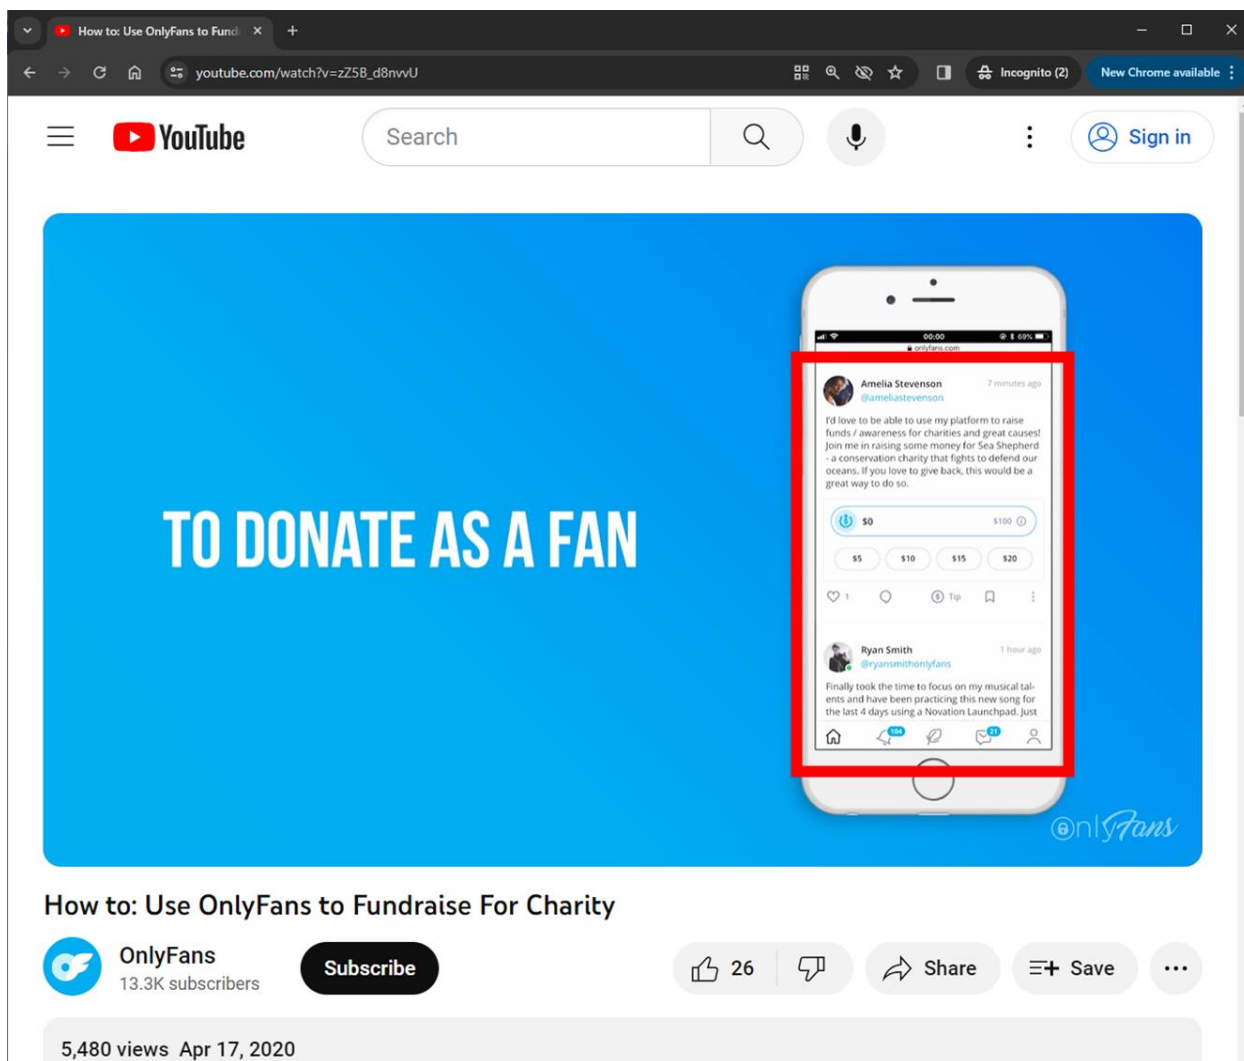 How to: Use OnlyFans to Fund
youtube.com/watch?v=zZ5B_d8nvvU
Incognito (2)
New Chrome available
YouTube
Search
Sign in
00:00
69%
onlyfans.com
Amelia Stevenson
7 minutes ago
@ameliastevenson
I'd love to be able to use my platform to raise
funds / awareness for charities and great causes!
Join me in raising some money for Sea Shepherd
- a conservation charity that fights to defend our
oceans. If you love to give back, this would be a
great way to do so.
$0
$100
$5
$10
$15
$20
1
Tip
Ryan Smith
1 hour ago
@ryansmithonlyfans
Finally took the time to focus on my musical tal-
ents and have been practicing this new song for
the last 4 days using a Novation Launchpad. Just
104
21
TO DONATE AS A FAN
OnlyFans
How to: Use OnlyFans to Fundraise For Charity
OnlyFans
13.3K subscribers
Subscribe
26
Share
Save
5,480 views Apr 17, 2020